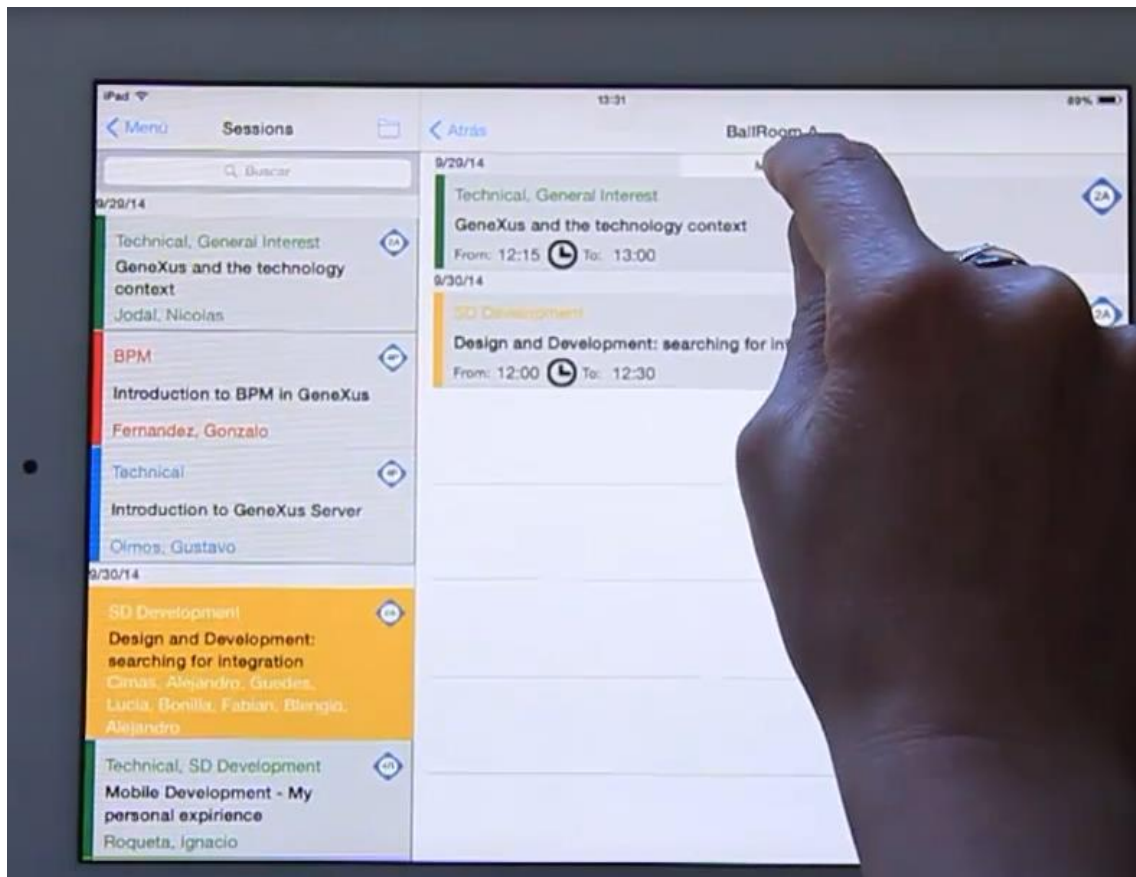 iPad
13:31
89%
Menú
Sessions
Buscar
9/29/14
Technical, General Interest
2A
GeneXus and the technology
context
Jodal, Nicolas
BPM
Introduction to BPM in GeneXus
Fernandez, Gonzalo
Technical
Introduction to GeneXus Server
Olmos, Gustavo
9/30/14
SD Development
2A
Design and Development:
searching for integration
Cimas, Alejandro, Guedes,
Lucia, Bonilla, Fabian, Blengio,
Alejandro
Technical, SD Development
Mobile Development - My
personal expirience
Roqueta, Ignacio
Atrás
BallRoom A
9/29/14
Technical, General Interest
2A
GeneXus and the technology context
From: 12:15 To: 13:00
9/30/14
SD Development
2A
Design and Development: searching for
From: 12:00 To: 12:30